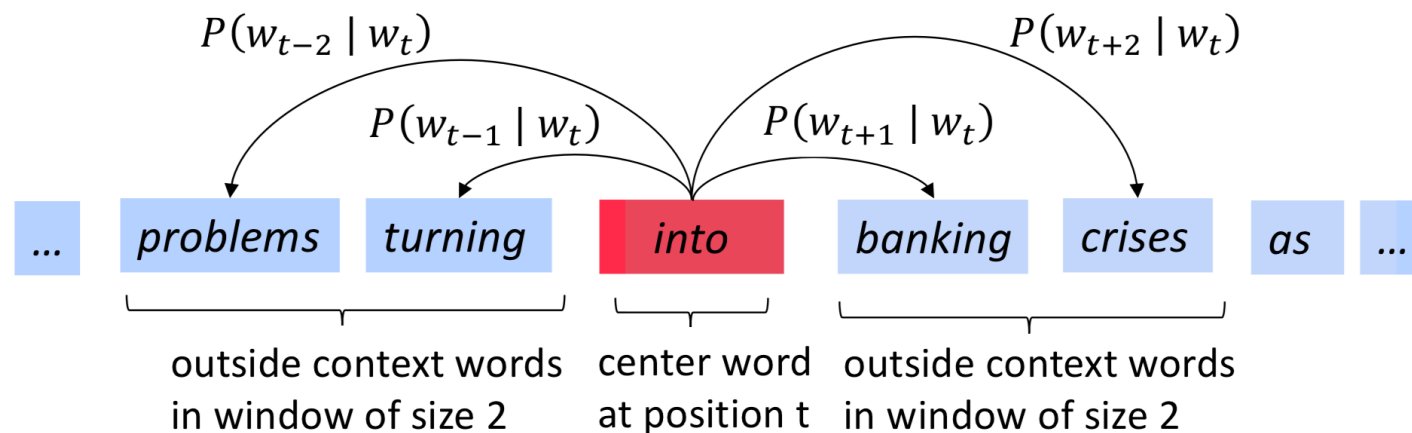 P(w_{t−2} | w_t) P(w_{t+2} | w_t)
P(w_{t−1} | w_t) P(w_{t+1} | w_t)
... problems turning into banking crises as ...
outside context words center word outside context words
in window of size 2 at position t in window of size 2